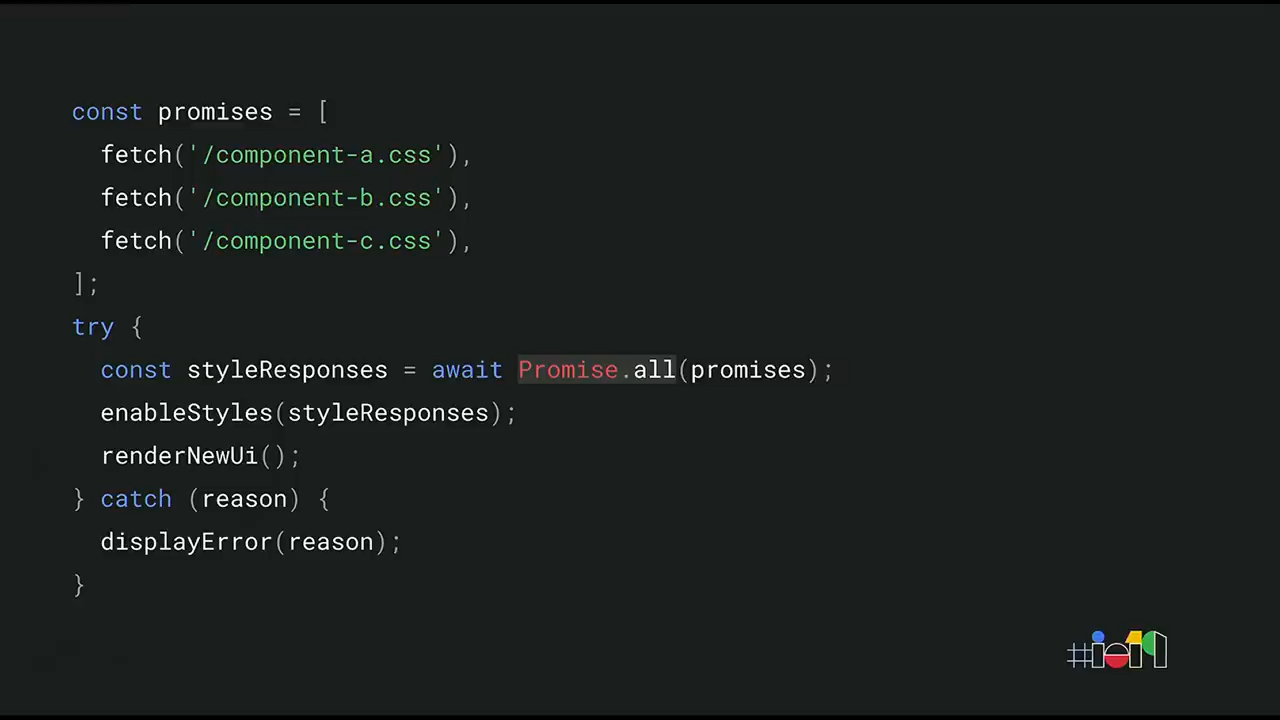 const promises = [
  fetch('/component-a.css'),
  fetch('/component-b.css'),
  fetch('/component-c.css'),
];
try {
  const styleResponses = await Promise.all(promises);
  enableStyles(styleResponses);
  renderNewUi();
} catch (reason) {
  displayError(reason);
}
#io19